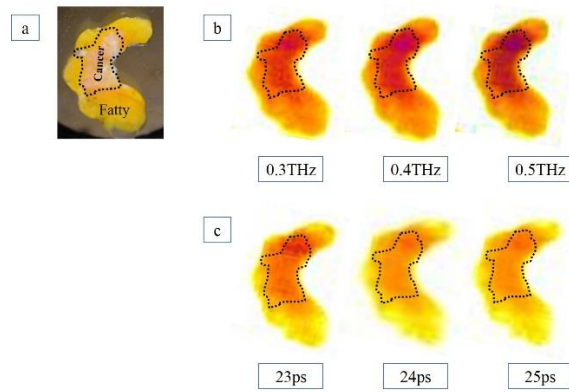 a
Cancer
Fatty
b
0.3THz
0.4THz
0.5THz
c
23ps
24ps
25ps